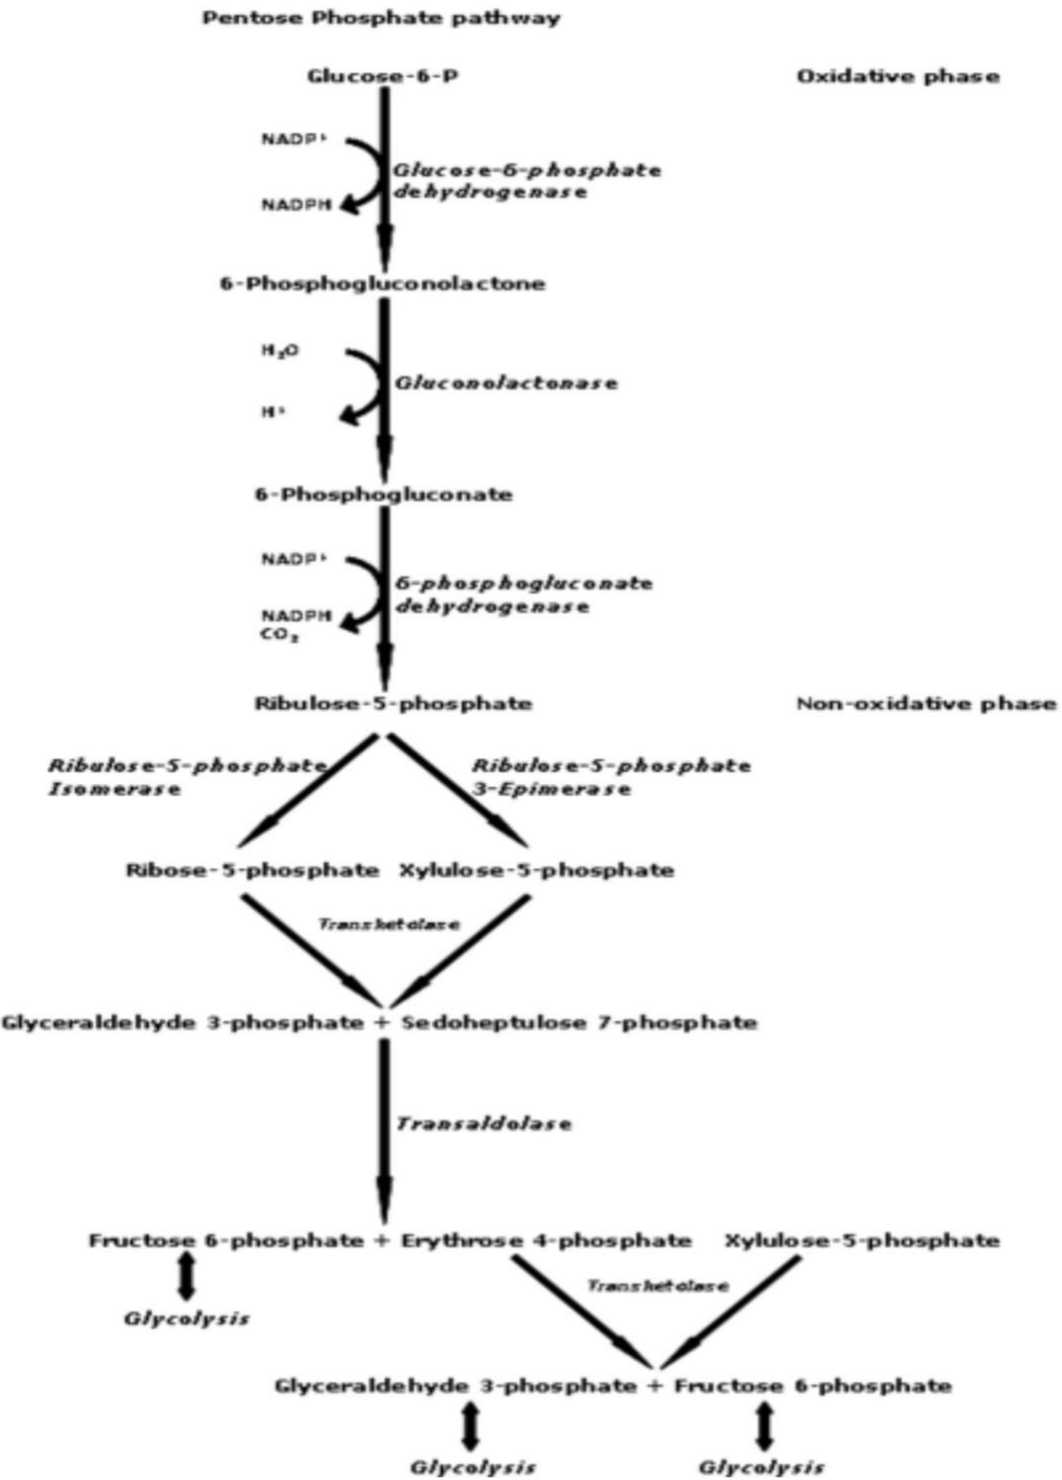 Pentose Phosphate pathway
Glucose-6-P
Oxidative phase
NADP+
Glucose-6-phosphate
dehydrogenase
NADPH
6-Phosphogluconolactone
H₂O
Gluconolactonase
H+
6-Phosphogluconate
NADP+
6-phosphogluconate
dehydrogenase
NADPH
CO₂
Ribulose-5-phosphate
Non-oxidative phase
Ribulose-5-phosphate
Isomerase
Ribulose-5-phosphate
3-Epimerase
Ribose-5-phosphate
Xylulose-5-phosphate
Transketolase
Glyceraldehyde 3-phosphate + Sedoheptulose 7-phosphate
Transaldolase
Fructose 6-phosphate + Erythrose 4-phosphate
Xylulose-5-phosphate
Transketolase
Glycolysis
Glyceraldehyde 3-phosphate + Fructose 6-phosphate
Glycolysis
Glycolysis